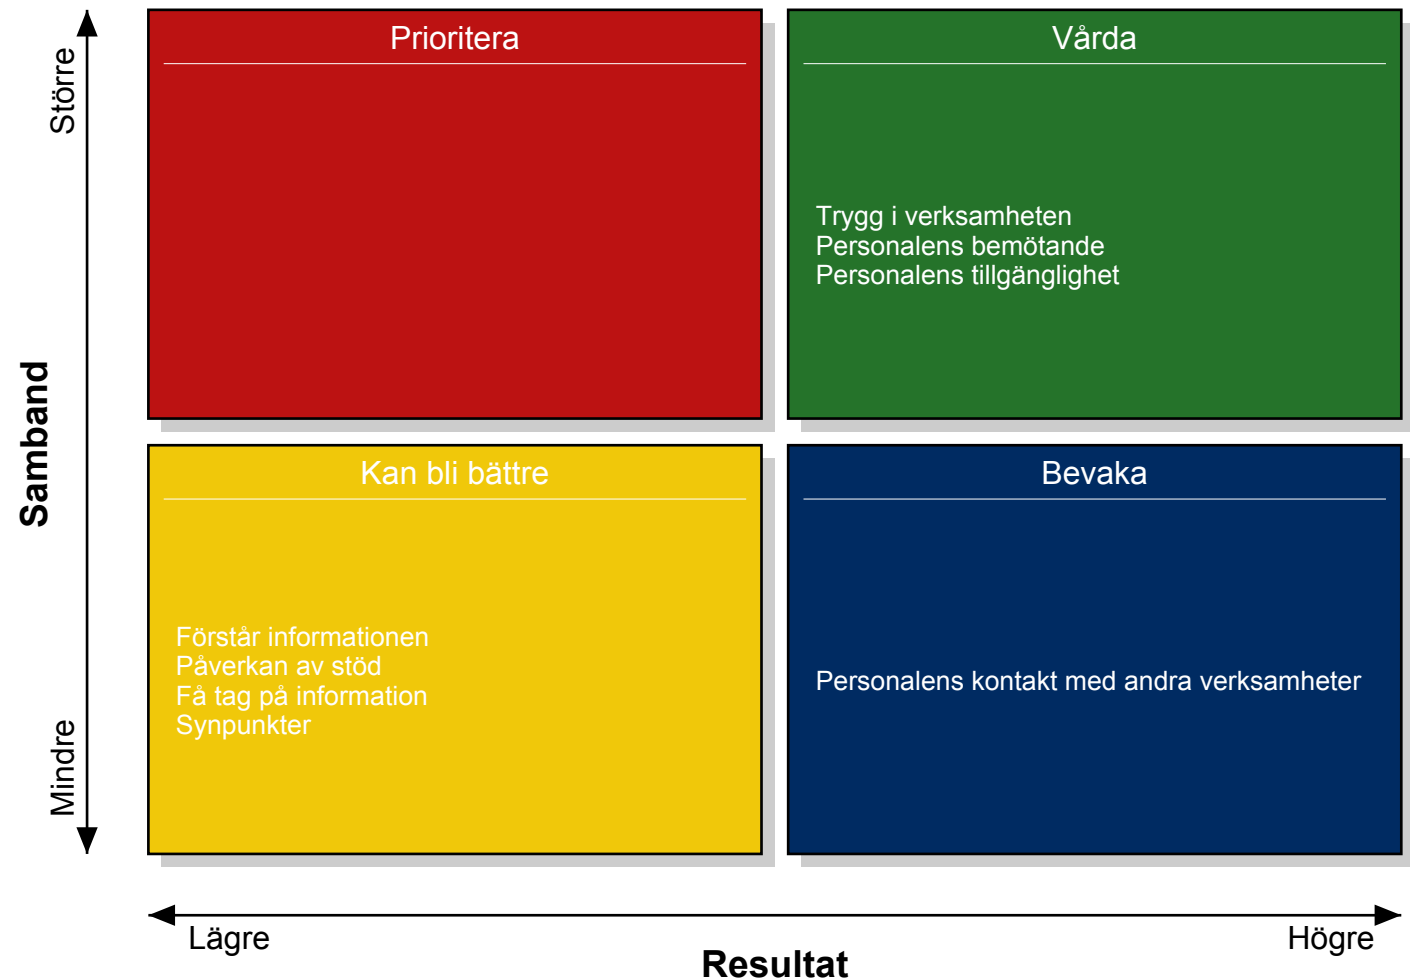 Prioritera
Vårda
Större
Trygg i verksamheten
Personalens bemötande
Personalens tillgänglighet
Samband
Kan bli bättre
Bevaka
Förstår informationen
Påverkan av stöd
Få tag på information
Synpunkter
Personalens kontakt med andra verksamheter
Mindre
Lägre
Högre
Resultat